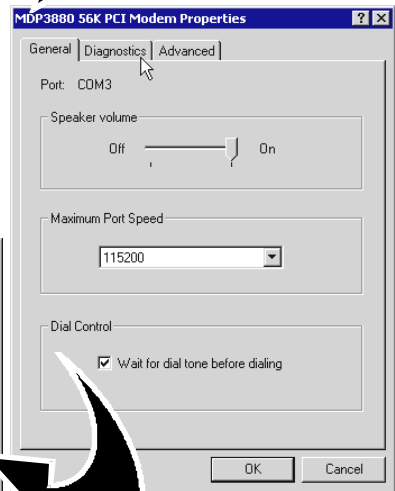 MDP3880 56K PCI Modem Properties
General Diagnostics Advanced
Port: COM3
Speaker volume
Off On
Maximum Port Speed
115200
Dial Control
Wait for dial tone before dialing
OK Cancel